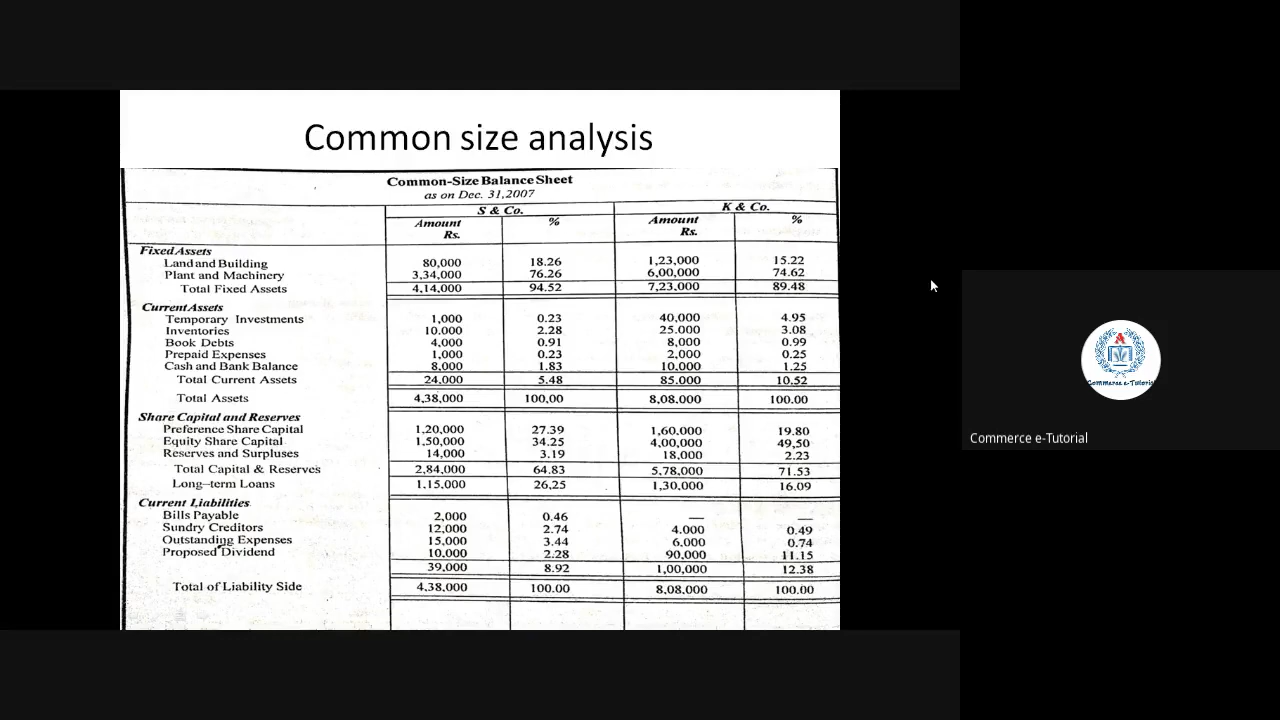 Common size analysis
Common-Size Balance Sheet
as on Dec. 31,2007
S & Co. K & Co.
Amount % Amount %
Rs. Rs.
Fixed Assets
Land and Building 80,000 18.26 1,23,000 15.22
Plant and Machinery 3,34,000 76.26 6,00,000 74.62
Total Fixed Assets 4,14,000 94.52 7,23,000 89.48
Current Assets
Temporary Investments 1,000 0.23 40,000 4.95
Inventories 10.000 2.28 25.000 3.08
Book Debts 4,000 0.91 8,000 0.99
Prepaid Expenses 1,000 0.23 2,000 0.25
Cash and Bank Balance 8,000 1.83 10.000 1.25
Total Current Assets 24,000 5.48 85.000 10.52
Total Assets 4,38,000 100,00 8,08.000 100.00
Share Capital and Reserves
Preference Share Capital 1,20,000 27.39 1,60.000 19.80
Equity Share Capital 1,50,000 34.25 4,00,000 49,50
Reserves and Surpluses 14,000 3.19 18,000 2.23
Total Capital & Reserves 2,84,000 64.83 5,78,000 71.53
Long-term Loans 1,15,000 26,25 1,30,000 16.09
Current Liabilities
Bills Payable 2,000 0.46 — —
Sundry Creditors 12,000 2.74 4.000 0.49
Outstanding Expenses 15,000 3.44 6,000 0.74
Proposed Dividend 10,000 2.28 90,000 11.15
39,000 8.92 1,00,000 12.38
Total of Liability Side 4,38,000 100.00 8,08,000 100.00
Commerce e-Tutorial
Commerce e-Tutorial